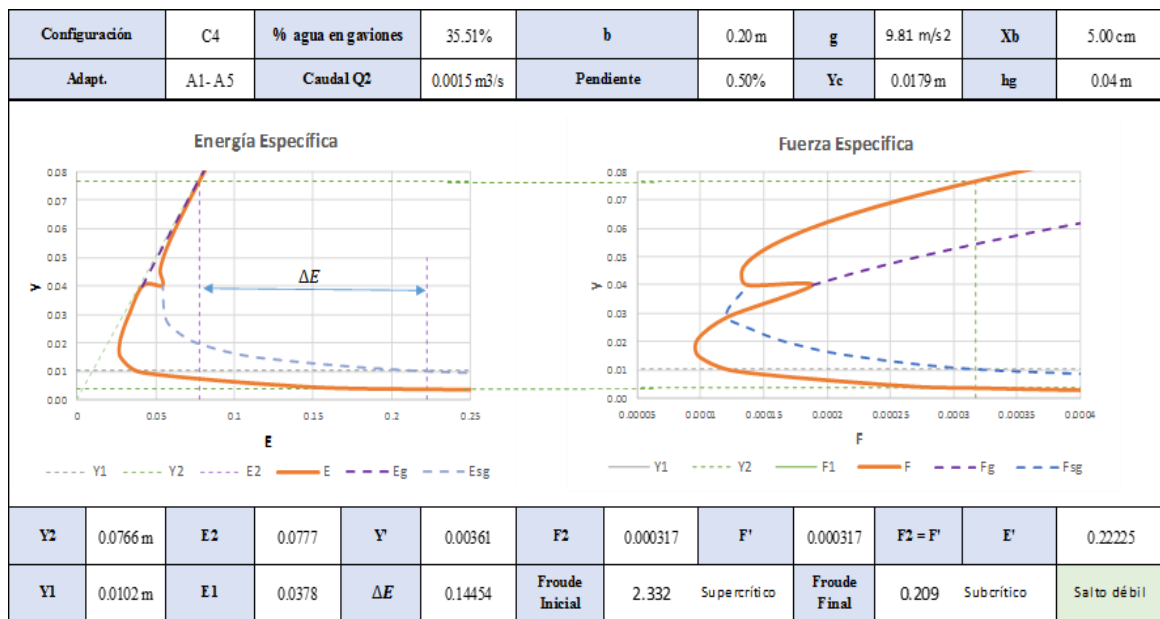 Configuración C4 % agua en gaviones 35.51% b 0.20 m g 9.81 m/s2 Xb 5.00 cm
Adapt. A1- A5 Caudal Q2 0.0015 m3/s Pendiente 0.50% Yc 0.0179 m hg 0.04 m
Energía Específica
0.08
0.07
0.06
0.05
0.04
0.03
0.02
0.01
0.00
y
ΔE
0 0.05 0.1 0.15 0.2 0.25
E
Y1 Y2 E2 E Eg Esg
Fuerza Específica
0.08
0.07
0.06
0.05
0.04
0.03
0.02
0.01
0.00
y
0.00005 0.0001 0.00015 0.0002 0.00025 0.0003 0.00035 0.0004
F
Y1 Y2 F1 F Fg Fsg
Y2 0.0766 m E2 0.0777 Y' 0.00361 F2 0.000317 F' 0.000317 F2 = F' E' 0.22225
Y1 0.0102 m E1 0.0378 ΔE 0.14454 Froude Inicial 2.332 Supercrítico Froude Final 0.209 Subcrítico Salto débil